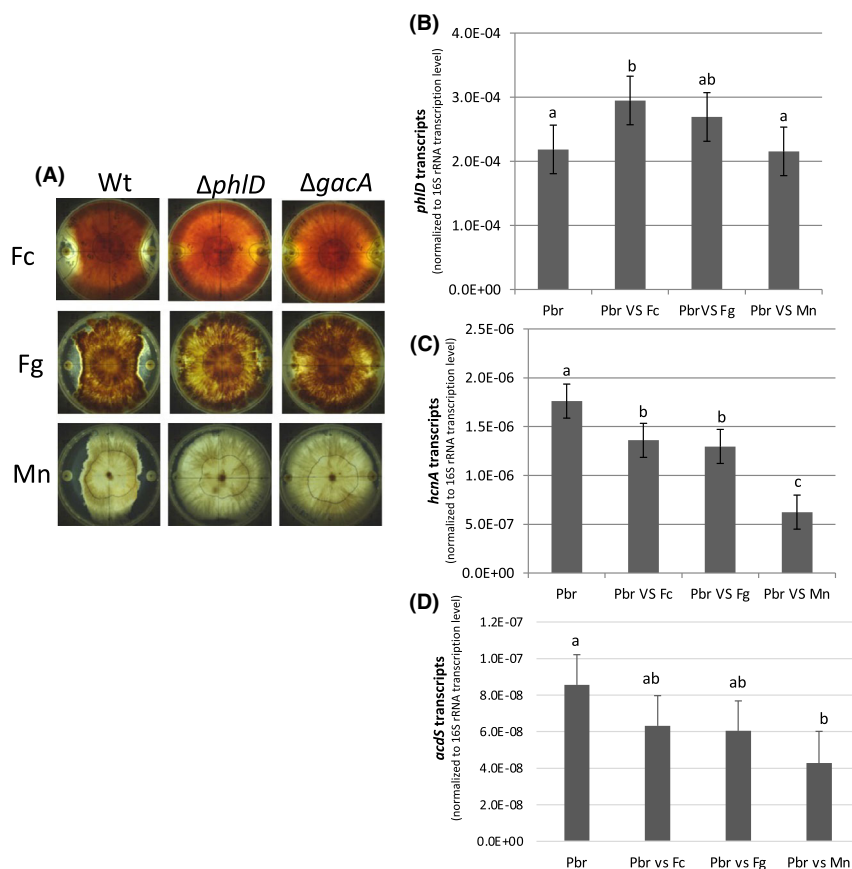 (A)
Wt ΔphlD ΔgacA
Fc
Fg
Mn
(B)
phlD transcripts
(normalized to 16S rRNA transcription level)
4.0E-04
3.0E-04
2.0E-04
1.0E-04
0.0E+00
a b ab a
Pbr Pbr VS Fc PbrVS Fg Pbr VS Mn
(C)
hcnA transcripts
(normalized to 16S rRNA transcription level)
2.5E-06
2.0E-06
1.5E-06
1.0E-06
5.0E-07
0.0E+00
a b b c
Pbr Pbr VS Fc Pbr VS Fg Pbr VS Mn
(D)
acdS transcripts
(normalized to 16S rRNA transcription level)
1.2E-07
1.0E-07
8.0E-08
6.0E-08
4.0E-08
2.0E-08
0.0E+00
a ab ab b
Pbr Pbr vs Fc Pbr vs Fg Pbr vs Mn